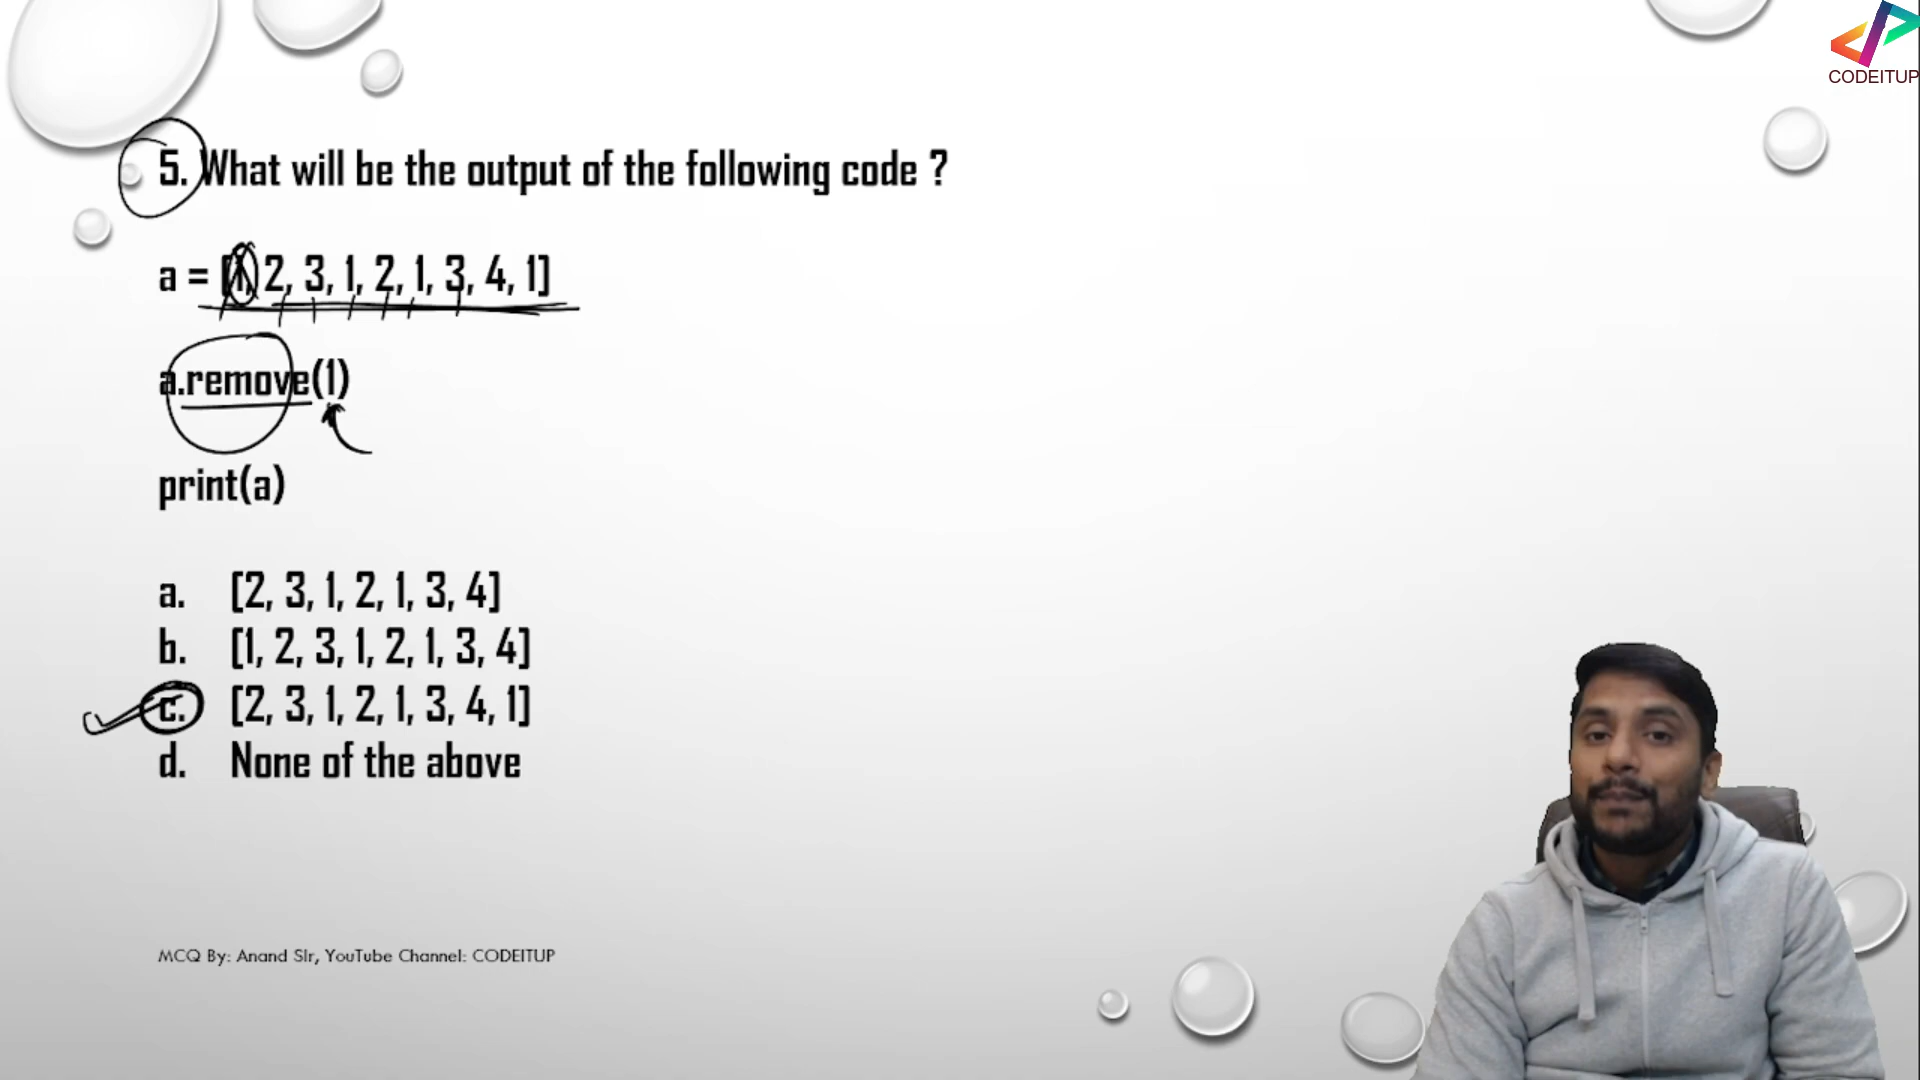 CODEITUP
5. What will be the output of the following code ?
a = [1, 2, 3, 1, 2, 1, 3, 4, 1]
a.remove(1)
print(a)
a. [2, 3, 1, 2, 1, 3, 4]
b. [1, 2, 3, 1, 2, 1, 3, 4]
c. [2, 3, 1, 2, 1, 3, 4, 1]
d. None of the above
MCQ By: Anand SIr, YouTube Channel: CODEITUP